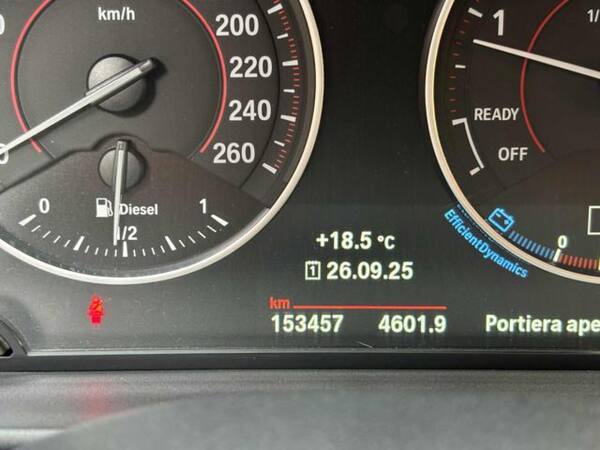 km/h
200
220
240
260
0
Diesel
1/2
1
1
1/
READY
OFF
EfficientDynamics
0
+18.5 °C
26.09.25
km
153457 4601.9
Portiera ape